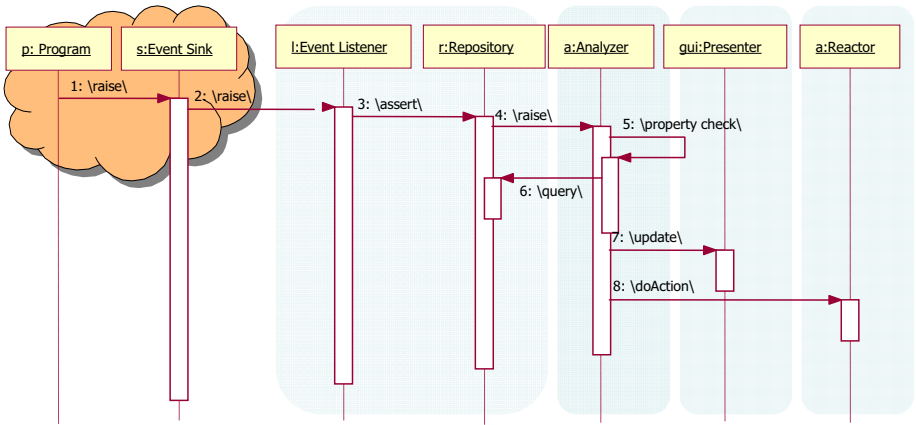 p: Program
s:Event Sink
l:Event Listener
r:Repository
a:Analyzer
gui:Presenter
a:Reactor
1: \raise\
2: \raise\
3: \assert\
4: \raise\
5: \property check\
6: \query\
7: \update\
8: \doAction\